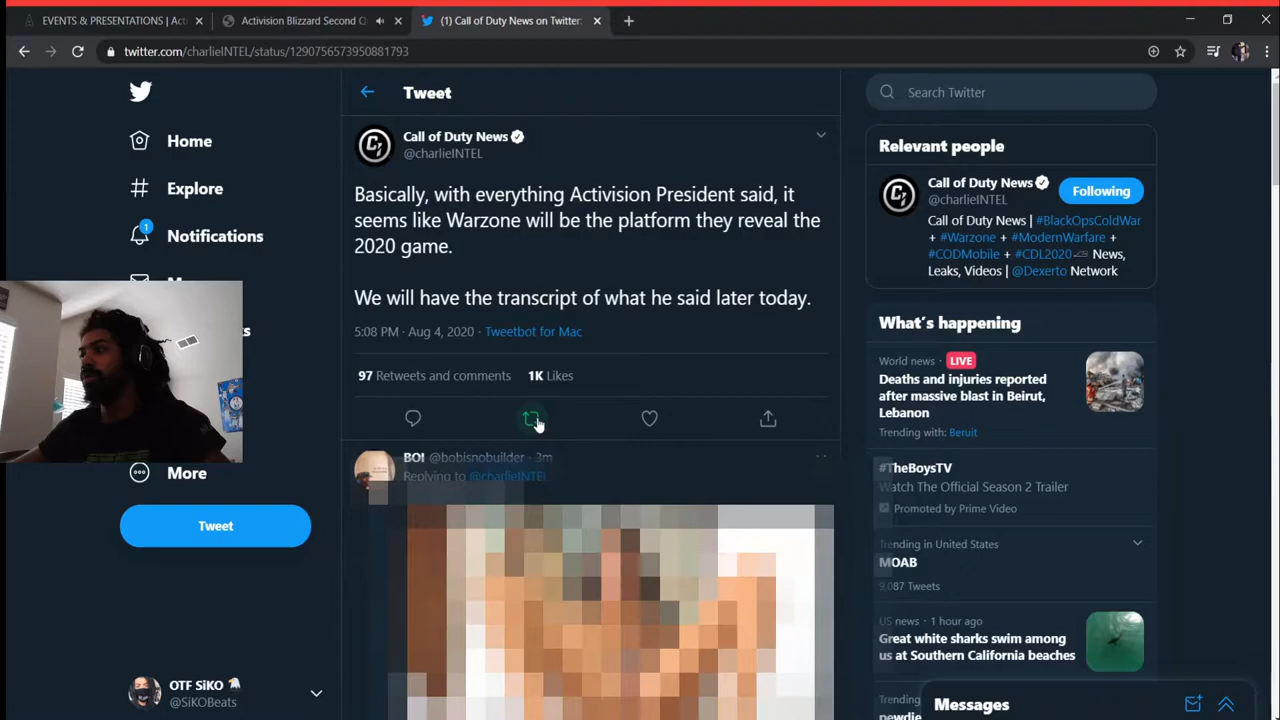 EVENTS & PRESENTATIONS | Act
Activision Blizzard Second Q
(1) Call of Duty News on Twitter:
twitter.com/charlieINTEL/status/1290756573950881793
Home
Explore
Notifications
1
More
Tweet
OTF SiKO
@SiKOBeats
Tweet
Call of Duty News
@charlieINTEL
Basically, with everything Activision President said, it
seems like Warzone will be the platform they reveal the
2020 game.
We will have the transcript of what he said later today.
5:08 PM · Aug 4, 2020 · Tweetbot for Mac
97 Retweets and comments 1K Likes
BOI @bobisnobuilder · 3m
Replying to @charlieINTEL
Search Twitter
Relevant people
Call of Duty News
@charlieINTEL
Following
Call of Duty News | #BlackOpsColdWar
+ #Warzone + #ModernWarfare +
#CODMobile + #CDL2020 News,
Leaks, Videos | @Dexerto Network
What's happening
World news · LIVE
Deaths and injuries reported
after massive blast in Beirut,
Lebanon
Trending with: Beruit
#TheBoysTV
Watch The Official Season 2 Trailer
Promoted by Prime Video
Trending in United States
MOAB
9,087 Tweets
US news · 1 hour ago
Great white sharks swim among
us at Southern California beaches
Trending
Messages